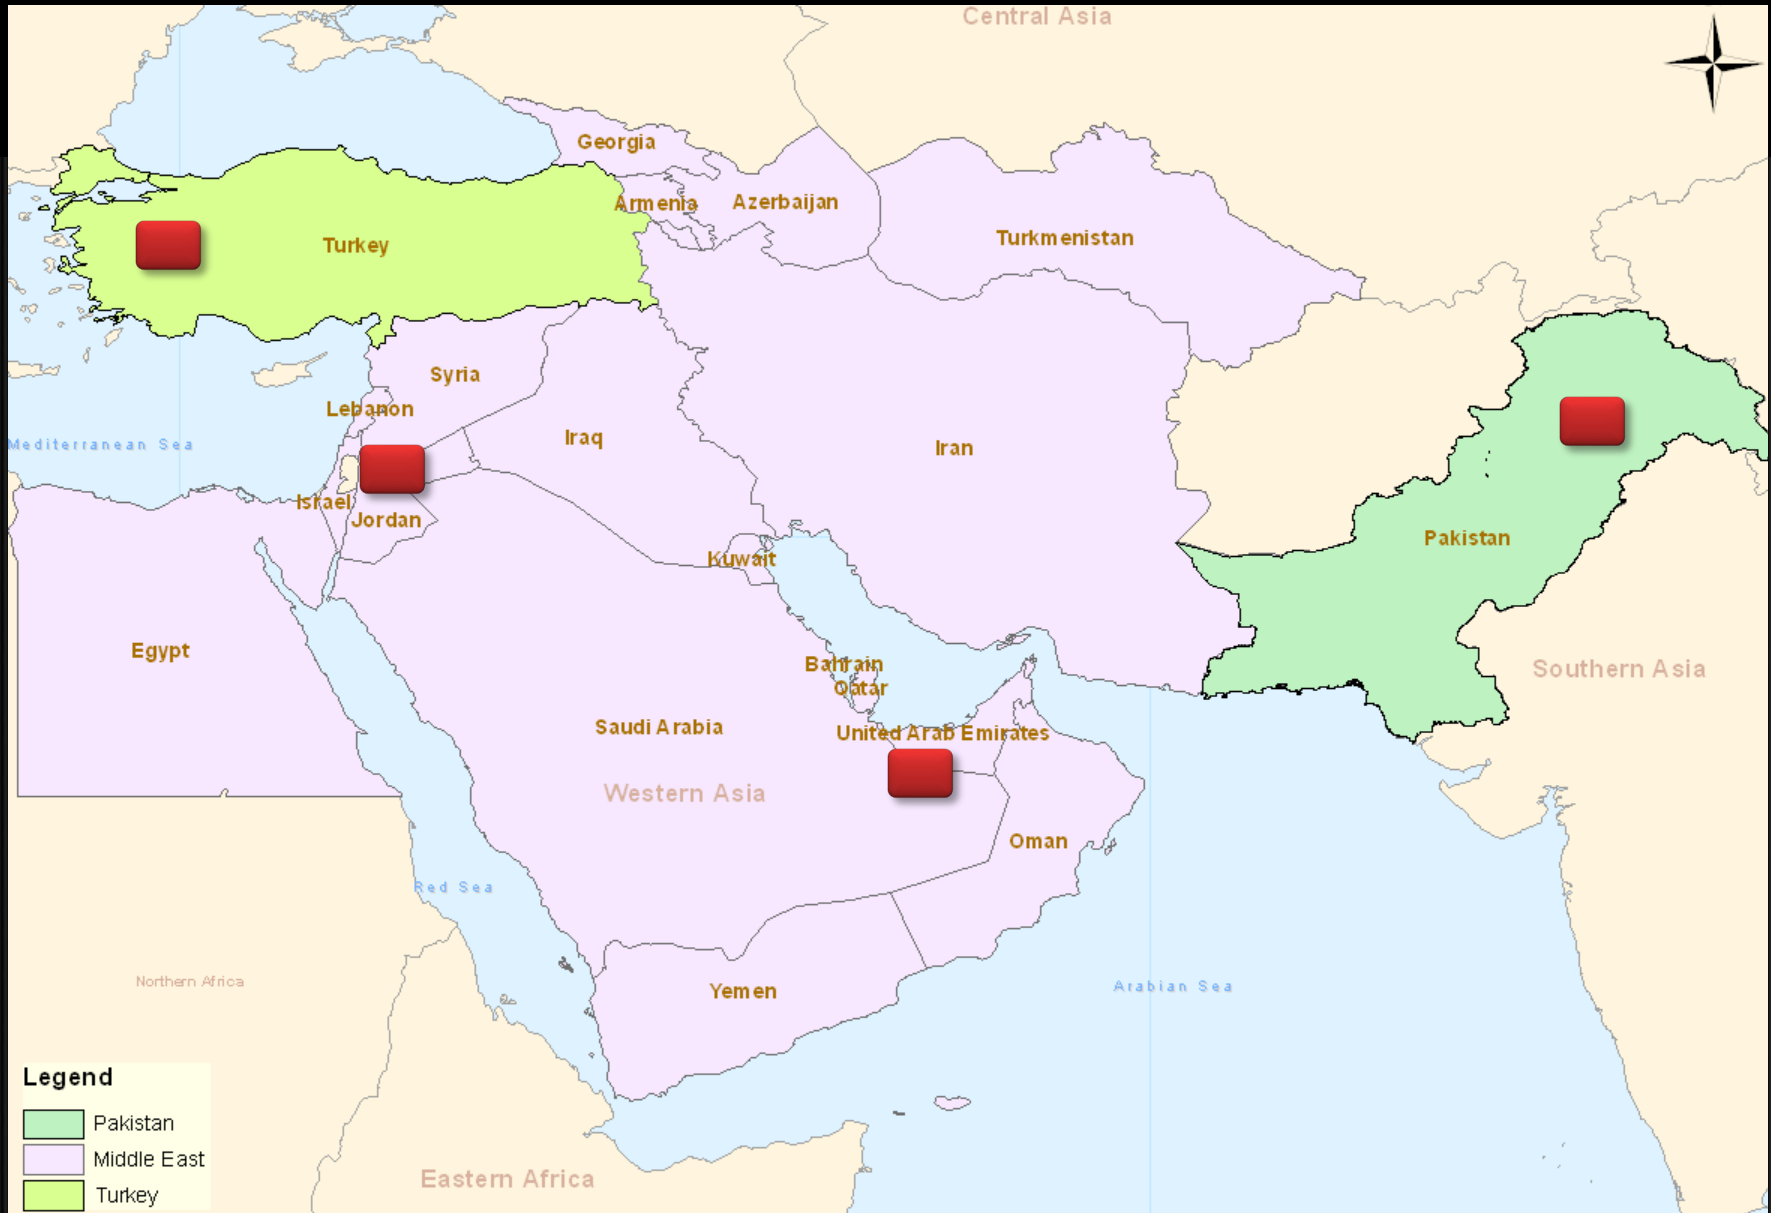 Central Asia
Georgia
Armenia
Azerbaijan
Turkey
Turkmenistan
Syria
Lebanon
Mediterranean Sea
Iraq
Iran
Israel
Jordan
Pakistan
Kuwait
Egypt
Bahrain
Qatar
Southern Asia
Saudi Arabia
United Arab Emirates
Western Asia
Oman
Red Sea
Northern Africa
Yemen
Arabian Sea
Eastern Africa
Legend
Pakistan
Middle East
Turkey